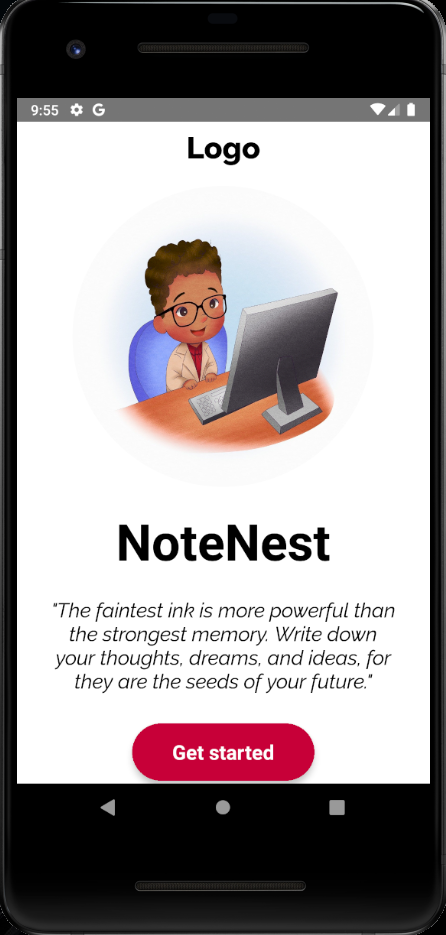 9:55 G
Logo
NoteNest
"The faintest ink is more powerful than
the strongest memory. Write down
your thoughts, dreams, and ideas, for
they are the seeds of your future."
Get started